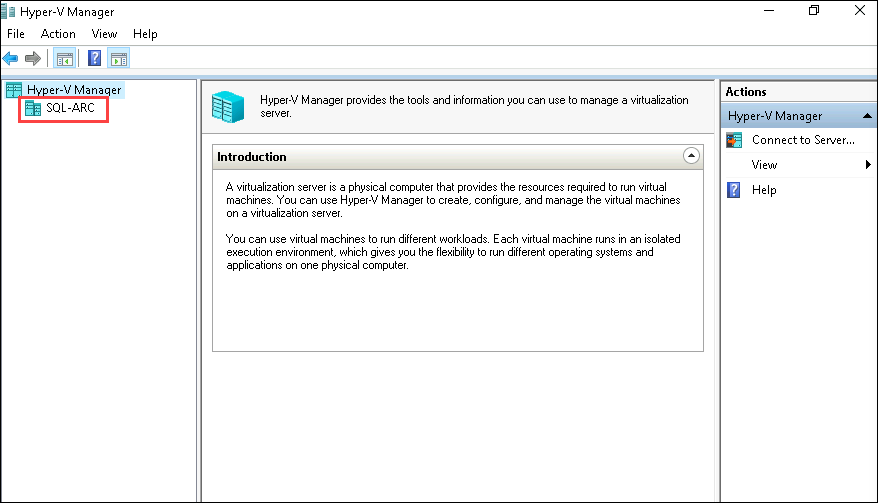 Hyper-V Manager
File Action View Help
Hyper-V Manager
SQL-ARC
Hyper-V Manager provides the tools and information you can use to manage a virtualization
server.
Introduction
A virtualization server is a physical computer that provides the resources required to run virtual
machines. You can use Hyper-V Manager to create, configure, and manage the virtual machines
on a virtualization server.
You can use virtual machines to run different workloads. Each virtual machine runs in an isolated
execution environment, which gives you the flexibility to run different operating systems and
applications on one physical computer.
Actions
Hyper-V Manager
Connect to Server...
View
Help